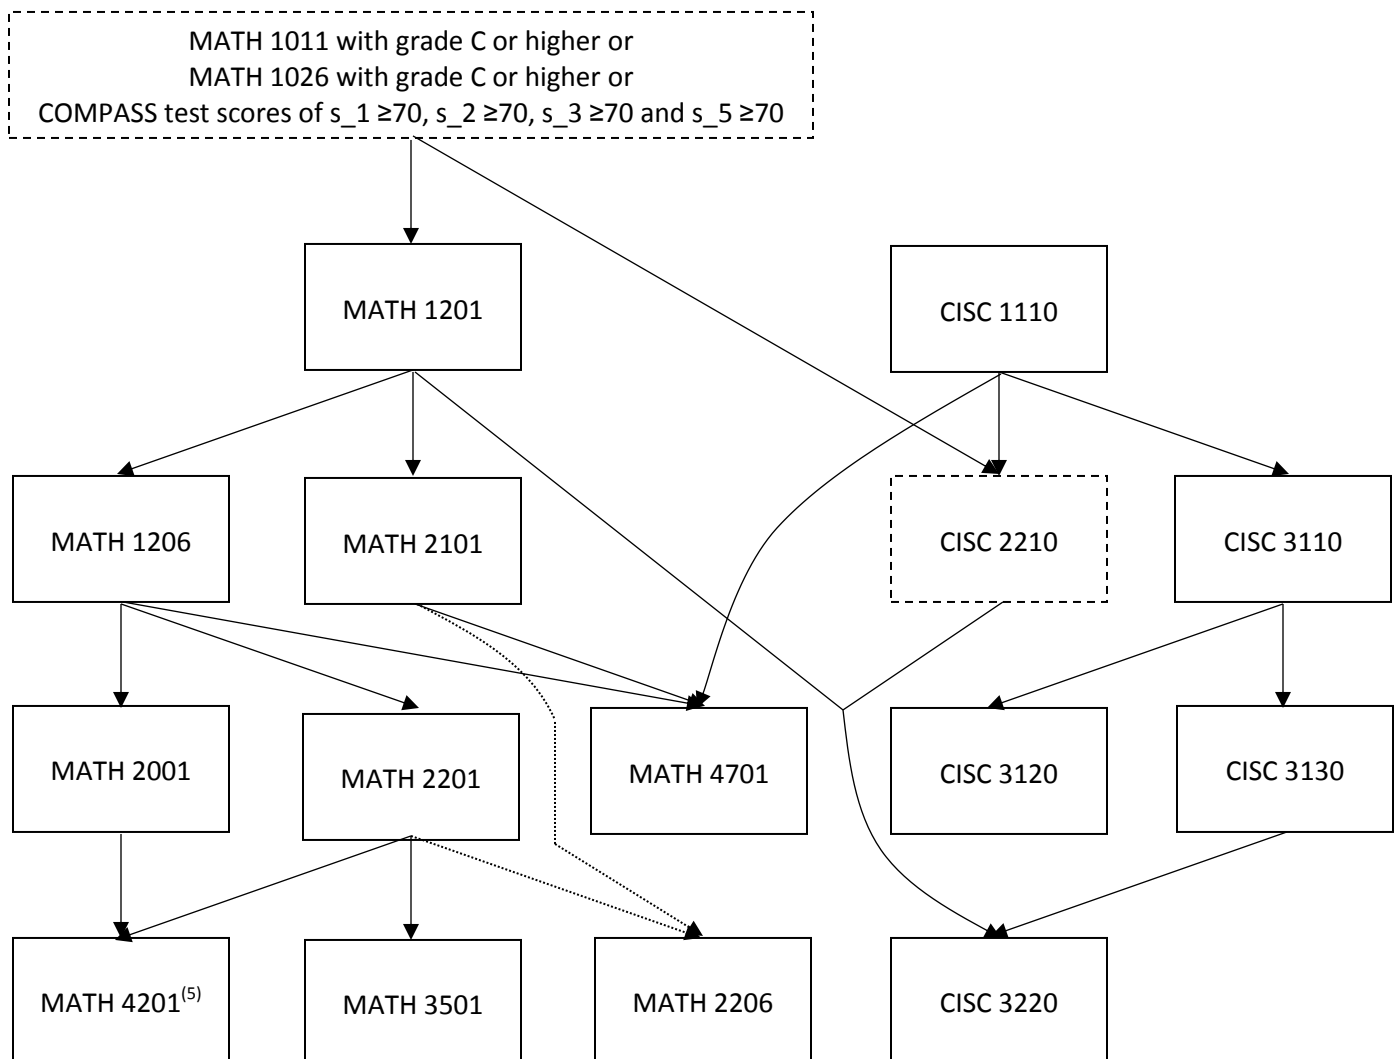 MATH 1011 with grade C or higher or
MATH 1026 with grade C or higher or
COMPASS test scores of s_1 ≥70, s_2 ≥70, s_3 ≥70 and s_5 ≥70
MATH 1201
CISC 1110
MATH 1206
MATH 2101
CISC 2210
CISC 3110
MATH 2001
MATH 2201
MATH 4701
CISC 3120
CISC 3130
MATH 4201(5)
MATH 3501
MATH 2206
CISC 3220